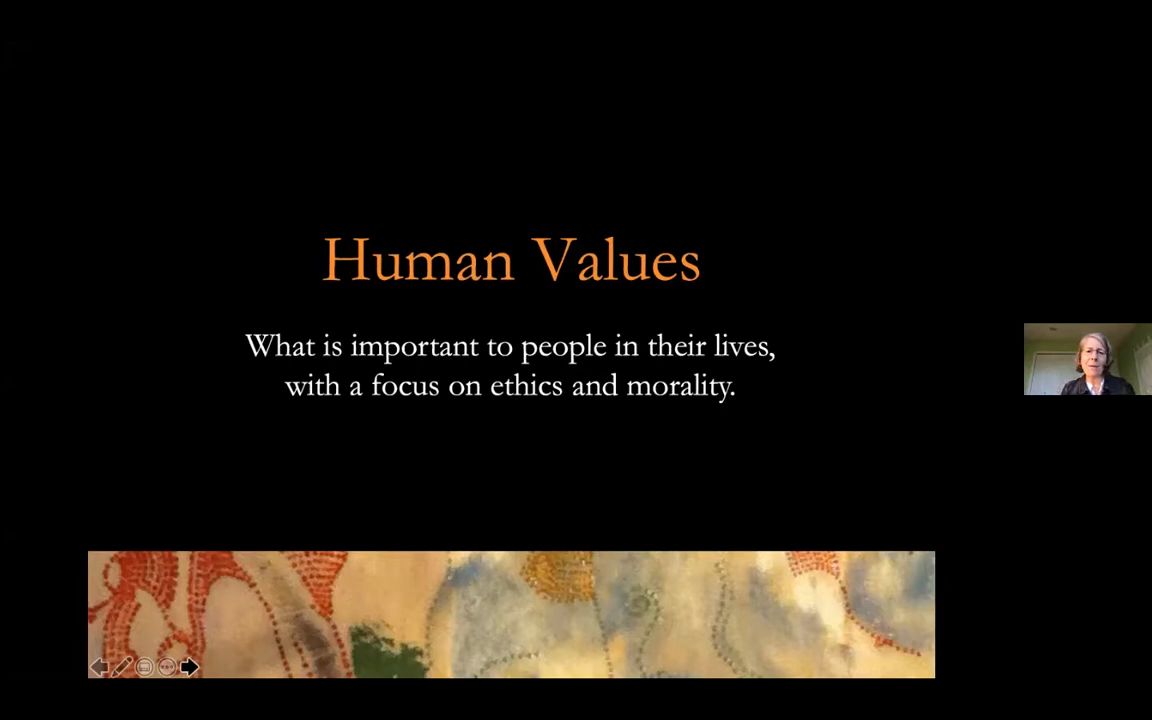 Human Values
What is important to people in their lives,
with a focus on ethics and morality.